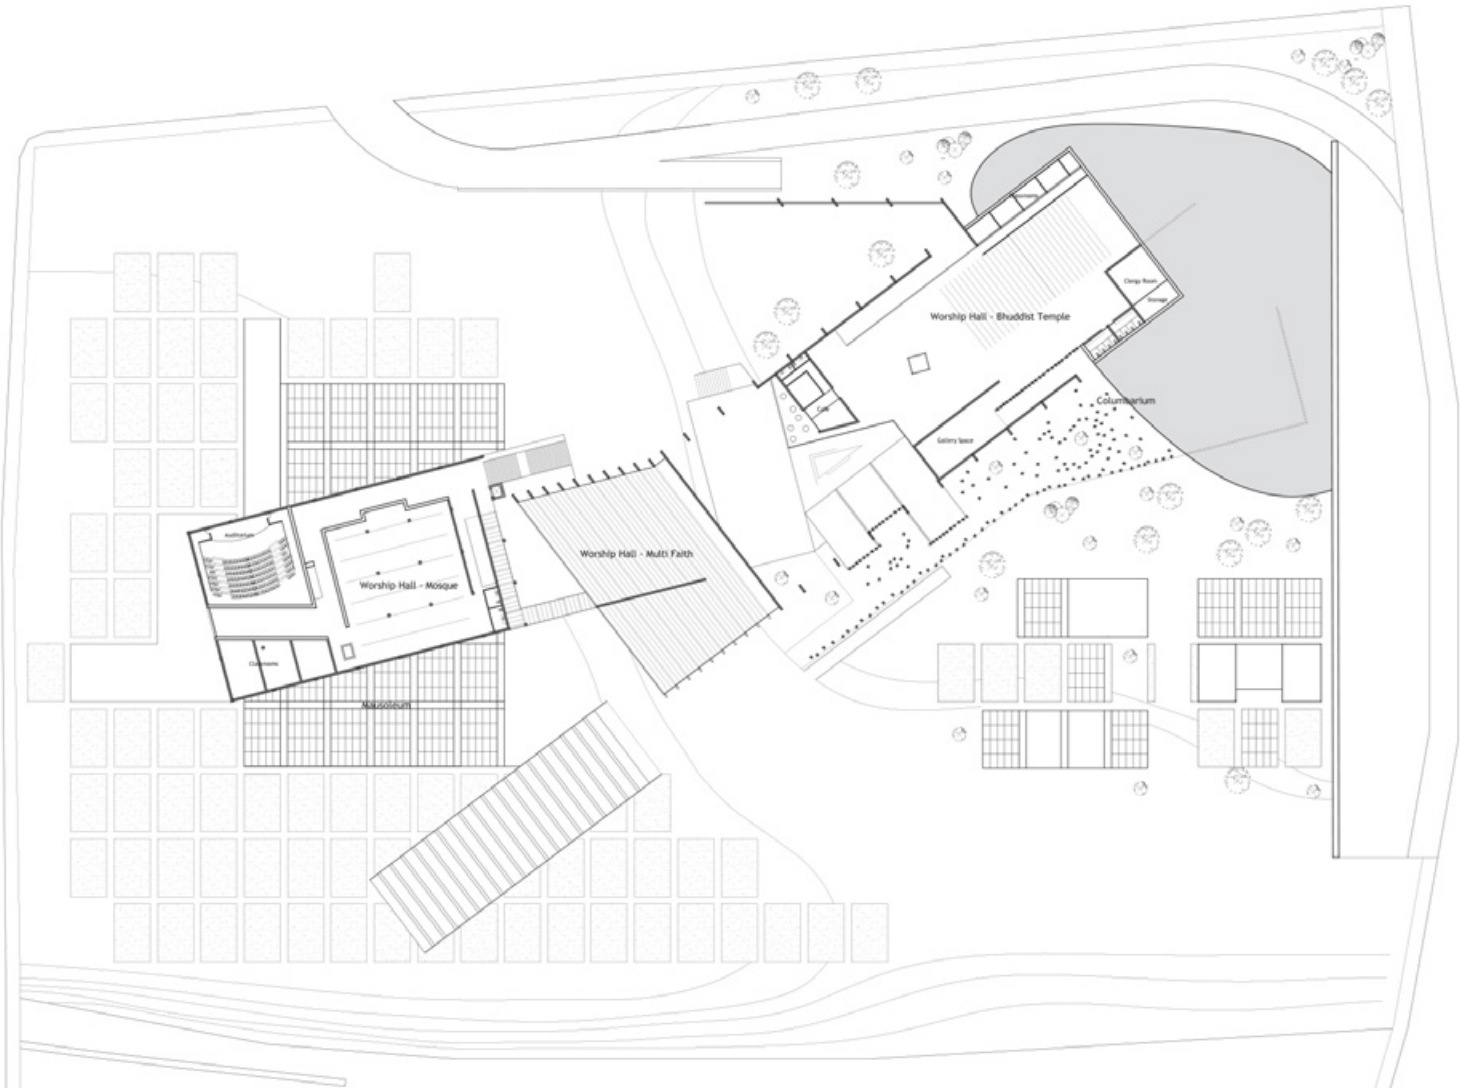 Clergy Room
Storage
Worship Hall - Bhuddist Temple
Columbarium
Cafe
Gallery Space
Auditorium
Worship Hall - Multi Faith
Worship Hall - Mosque
Classrooms
Mausoleum